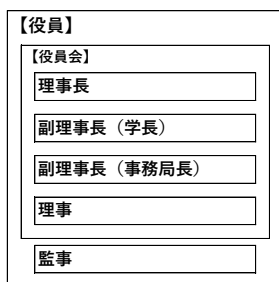 【役員】
【役員会】
理事長
副理事長（学長）
副理事長（事務局長）
理事
監事